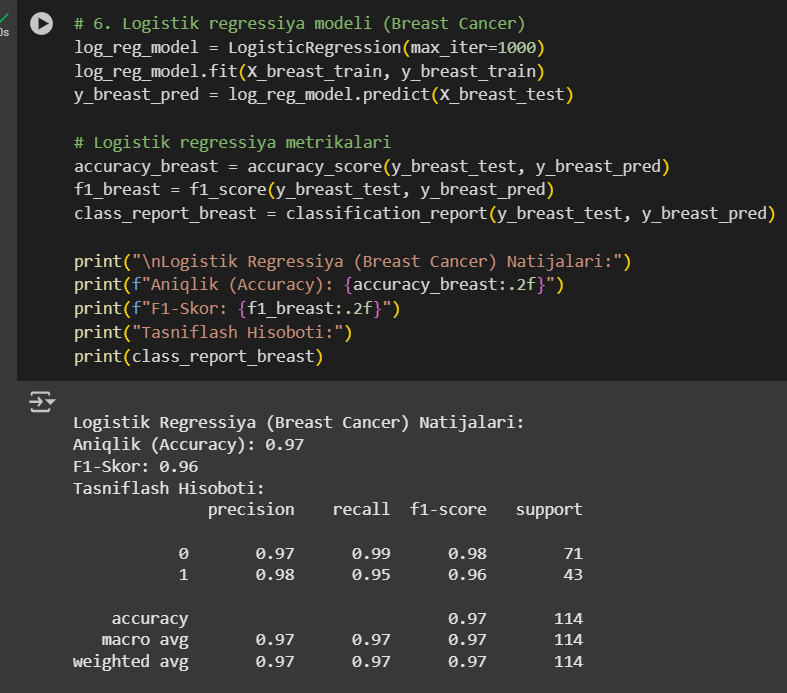 0s
# 6. Logistik regressiya modeli (Breast Cancer)
log_reg_model = LogisticRegression(max_iter=1000)
log_reg_model.fit(X_breast_train, y_breast_train)
y_breast_pred = log_reg_model.predict(X_breast_test)

# Logistik regressiya metrikalari
accuracy_breast = accuracy_score(y_breast_test, y_breast_pred)
f1_breast = f1_score(y_breast_test, y_breast_pred)
class_report_breast = classification_report(y_breast_test, y_breast_pred)

print("\nLogistik Regressiya (Breast Cancer) Natijalari:")
print(f"Aniqlik (Accuracy): {accuracy_breast:.2f}")
print(f"F1-Skor: {f1_breast:.2f}")
print("Tasniflash Hisoboti:")
print(class_report_breast)

Logistik Regressiya (Breast Cancer) Natijalari:
Aniqlik (Accuracy): 0.97
F1-Skor: 0.96
Tasniflash Hisoboti:
              precision    recall  f1-score   support

           0       0.97      0.99      0.98        71
           1       0.98      0.95      0.96        43

    accuracy                           0.97       114
   macro avg       0.97      0.97      0.97       114
weighted avg       0.97      0.97      0.97       114